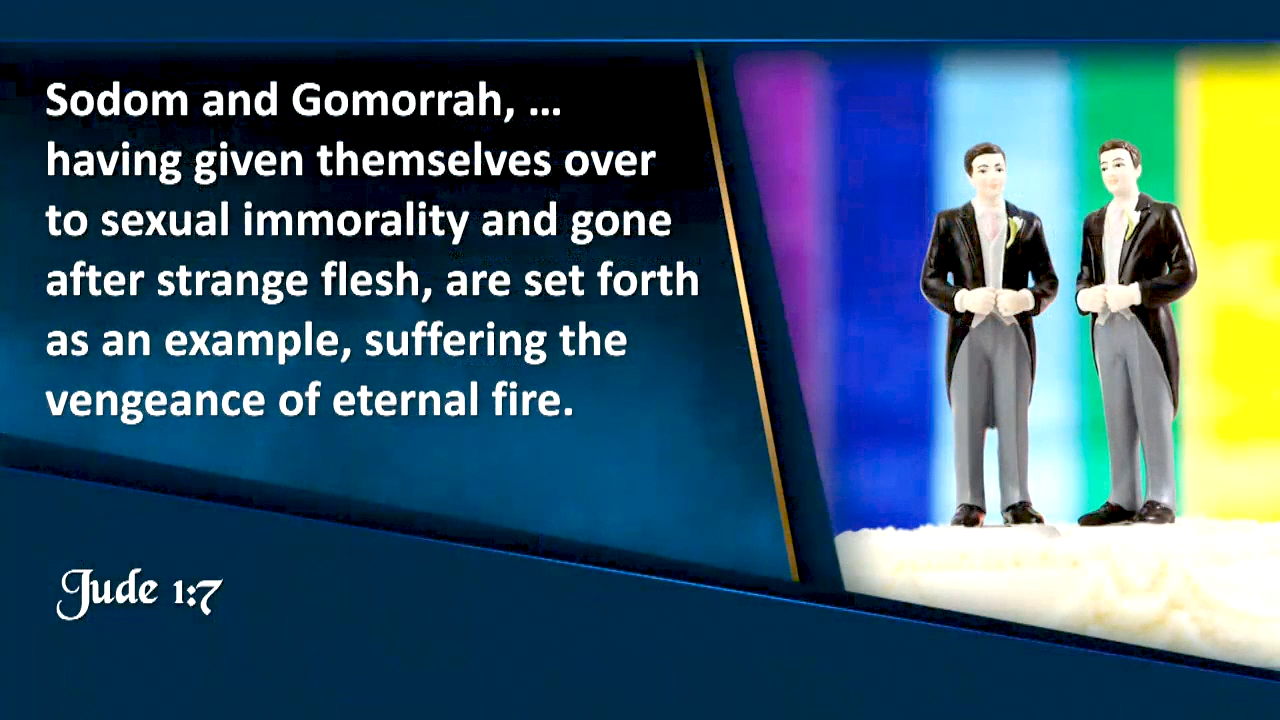 Sodom and Gomorrah, ...
having given themselves over
to sexual immorality and gone
after strange flesh, are set forth
as an example, suffering the
vengeance of eternal fire.
Jude 1:7